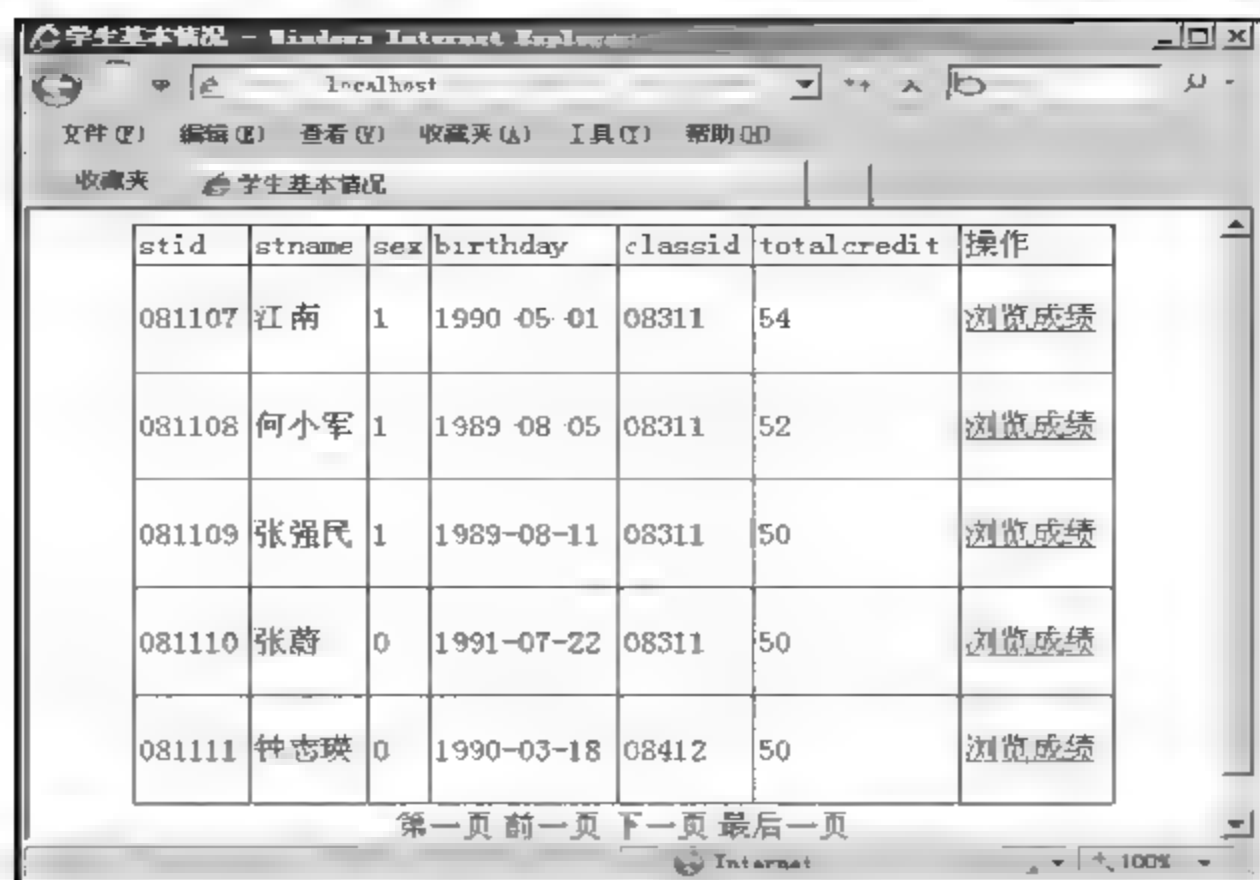 学生基本情况 - Windows Internet Explorer
localhost
文件(F) 编辑(E) 查看(V) 收藏夹(A) 工具(T) 帮助(H)
收藏夹 学生基本情况
stid stname sex birthday classid totalcredit 操作
081107 江南 1 1990-05-01 08311 54 浏览成绩
081108 何小军 1 1989-08-05 08311 52 浏览成绩
081109 张强民 1 1989-08-11 08311 50 浏览成绩
081110 张蔚 0 1991-07-22 08311 50 浏览成绩
081111 钟志瑛 0 1990-03-18 08412 50 浏览成绩
第一页 前一页 下一页 最后一页
Internet 100%